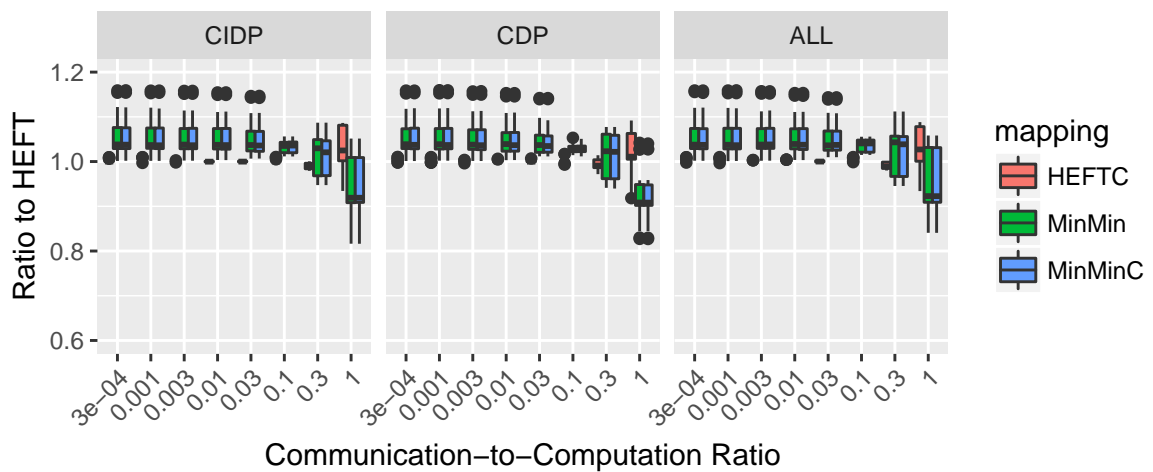 CIDP CDP ALL
1.2
1.0
0.8
0.6
Ratio to HEFT
3e−04 0.001 0.003 0.01 0.03 0.1 0.3 1
3e−04 0.001 0.003 0.01 0.03 0.1 0.3 1
3e−04 0.001 0.003 0.01 0.03 0.1 0.3 1
Communication−to−Computation Ratio
mapping
HEFTC
MinMin
MinMinC